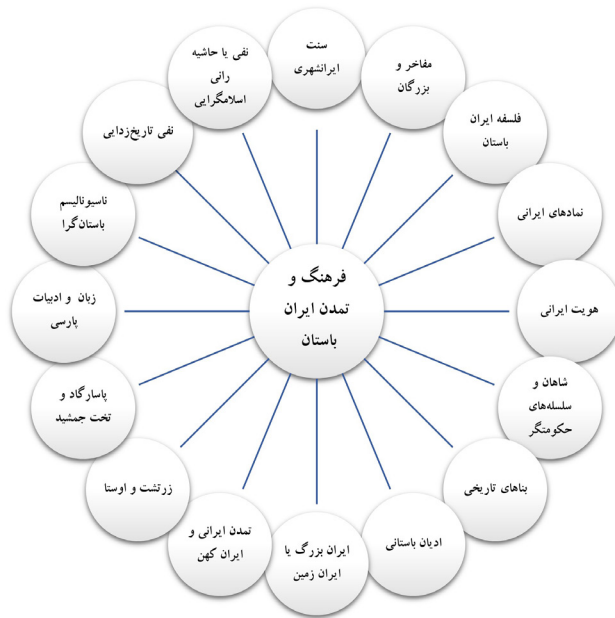 سنت
ایرانشهری
مفاخر و
بزرگان
فلسفه ایران
باستان
نمادهای ایرانی
هویت ایرانی
شاهان و
سلسله‌های
حکومتگر
بناهای تاریخی
ادیان باستانی
ایران بزرگ یا
ایران زمین
تمدن ایرانی و
ایران کهن
زرتشت و اوستا
پاسارگاد و
تخت جمشید
زبان و ادبیات
پارسی
ناسیونالیسم
باستان‌گرا
نفی تاریخ‌زدایی
نفی یا حاشیه
رانی
اسلامگرایی
فرهنگ و
تمدن ایران
باستان